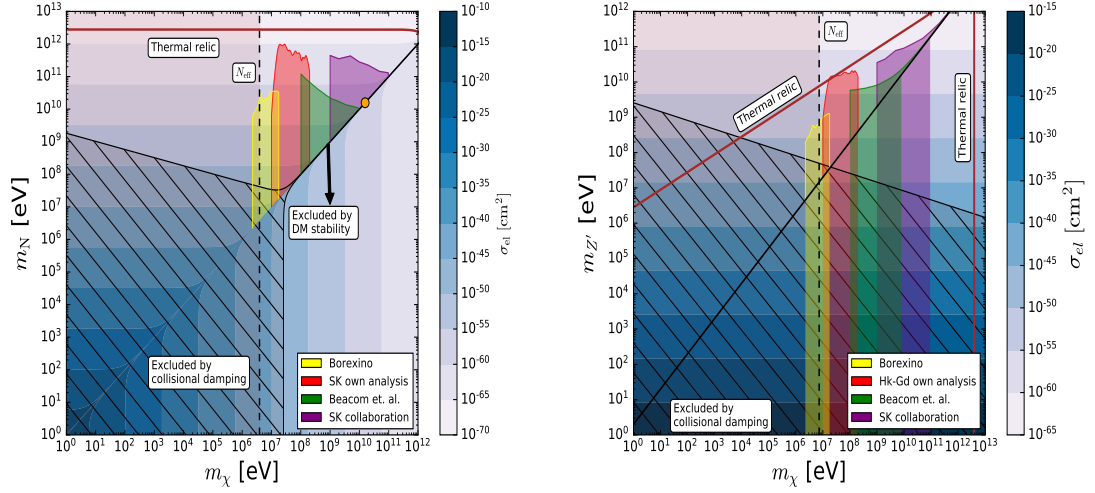 10^13
10^12
10^11
10^10
10^9
10^8
10^7
10^6
10^5
10^4
10^3
10^2
10^1
10^0
m_N [eV]
10^0 10^1 10^2 10^3 10^4 10^5 10^6 10^7 10^8 10^9 10^10 10^11 10^12
m_χ [eV]
Thermal relic
N_eff
Excluded by
DM stability
Excluded by
collisional damping
Borexino
SK own analysis
Beacom et. al.
SK collaboration
10^-10
10^-15
10^-20
10^-25
10^-30
10^-35
10^-40
10^-45
10^-50
10^-55
10^-60
10^-65
10^-70
σ_el [cm^2]
10^12
10^11
10^10
10^9
10^8
10^7
10^6
10^5
10^4
10^3
10^2
10^1
10^0
m_Z' [eV]
10^0 10^1 10^2 10^3 10^4 10^5 10^6 10^7 10^8 10^9 10^10 10^11 10^12 10^13
m_χ [eV]
N_eff
Thermal relic
Thermal relic
Excluded by
collisional damping
Borexino
Hk-Gd own analysis
Beacom et. al.
SK collaboration
10^-15
10^-20
10^-25
10^-30
10^-35
10^-40
10^-45
10^-50
10^-55
10^-60
10^-65
σ_el [cm^2]